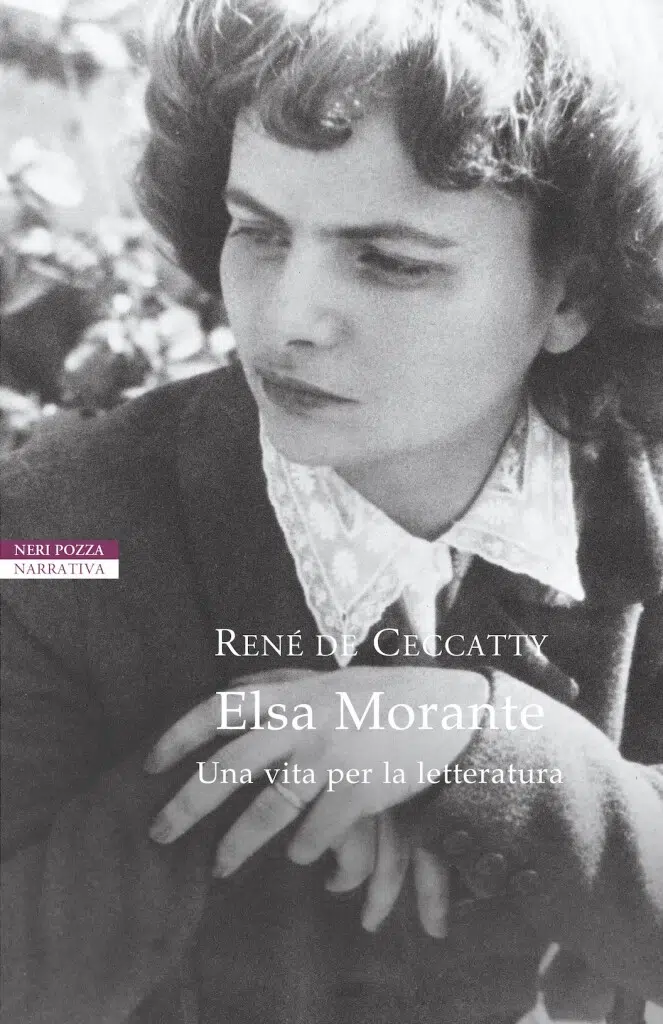 NERI POZZA
NARRATIVA
RENÉ DE CECCATTY
Elsa Morante
Una vita per la letteratura